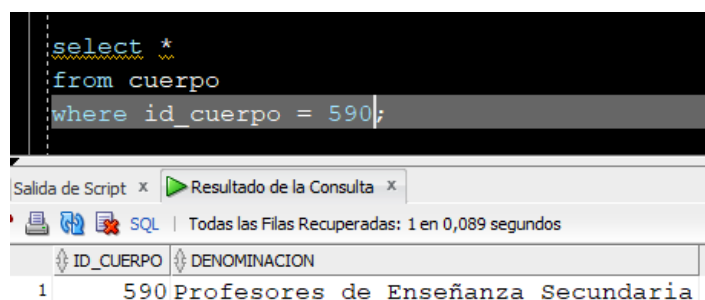 select *
from cuerpo
where id_cuerpo = 590;
Salida de Script x Resultado de la Consulta x
SQL | Todas las Filas Recuperadas: 1 en 0,089 segundos
ID_CUERPO DENOMINACION
1 590 Profesores de Enseñanza Secundaria